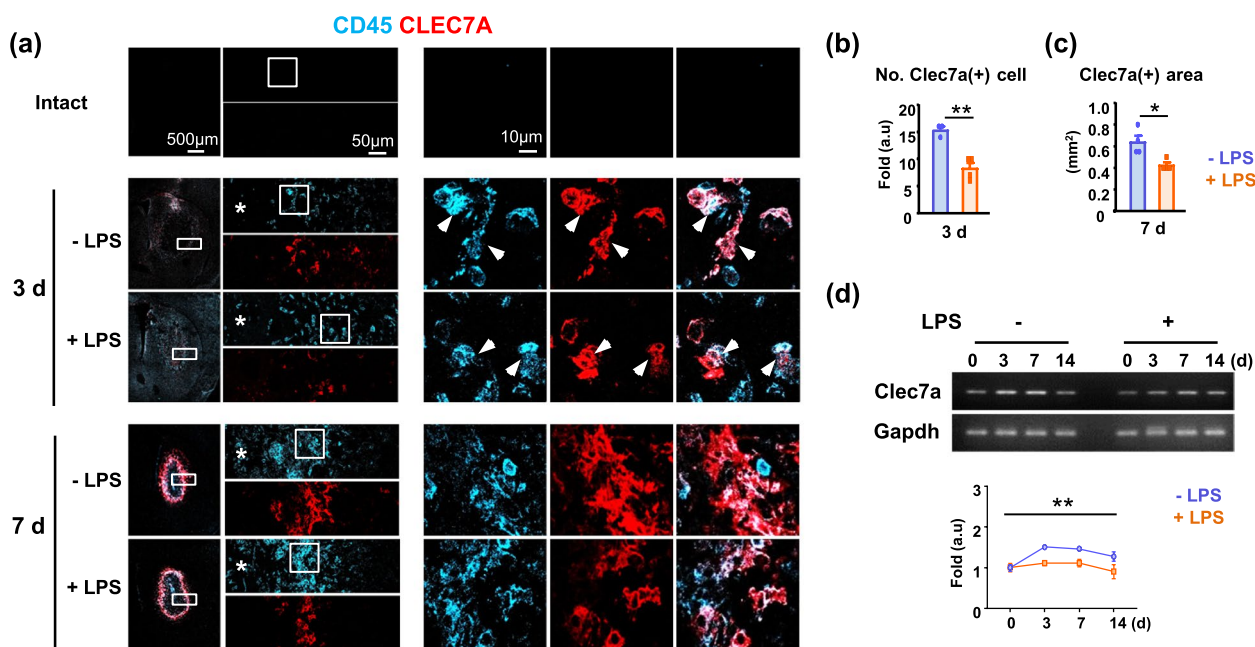 CD45 CLEC7A
(a)
Intact
500µm
50µm
10µm
3 d
- LPS
*
+ LPS
*
7 d
- LPS
*
+ LPS
*
(b)
No. Clec7a(+) cell
Fold (a.u)
20
15
10
5
0
**
3 d
(c)
Clec7a(+) area
(mm²)
1.0
0.8
0.6
0.4
0.2
0
*
7 d
- LPS
+ LPS
(d)
LPS - +
0 3 7 14 0 3 7 14 (d)
Clec7a
Gapdh
Fold (a.u)
3
2
1
0
**
0 3 7 14 (d)
- LPS
+ LPS